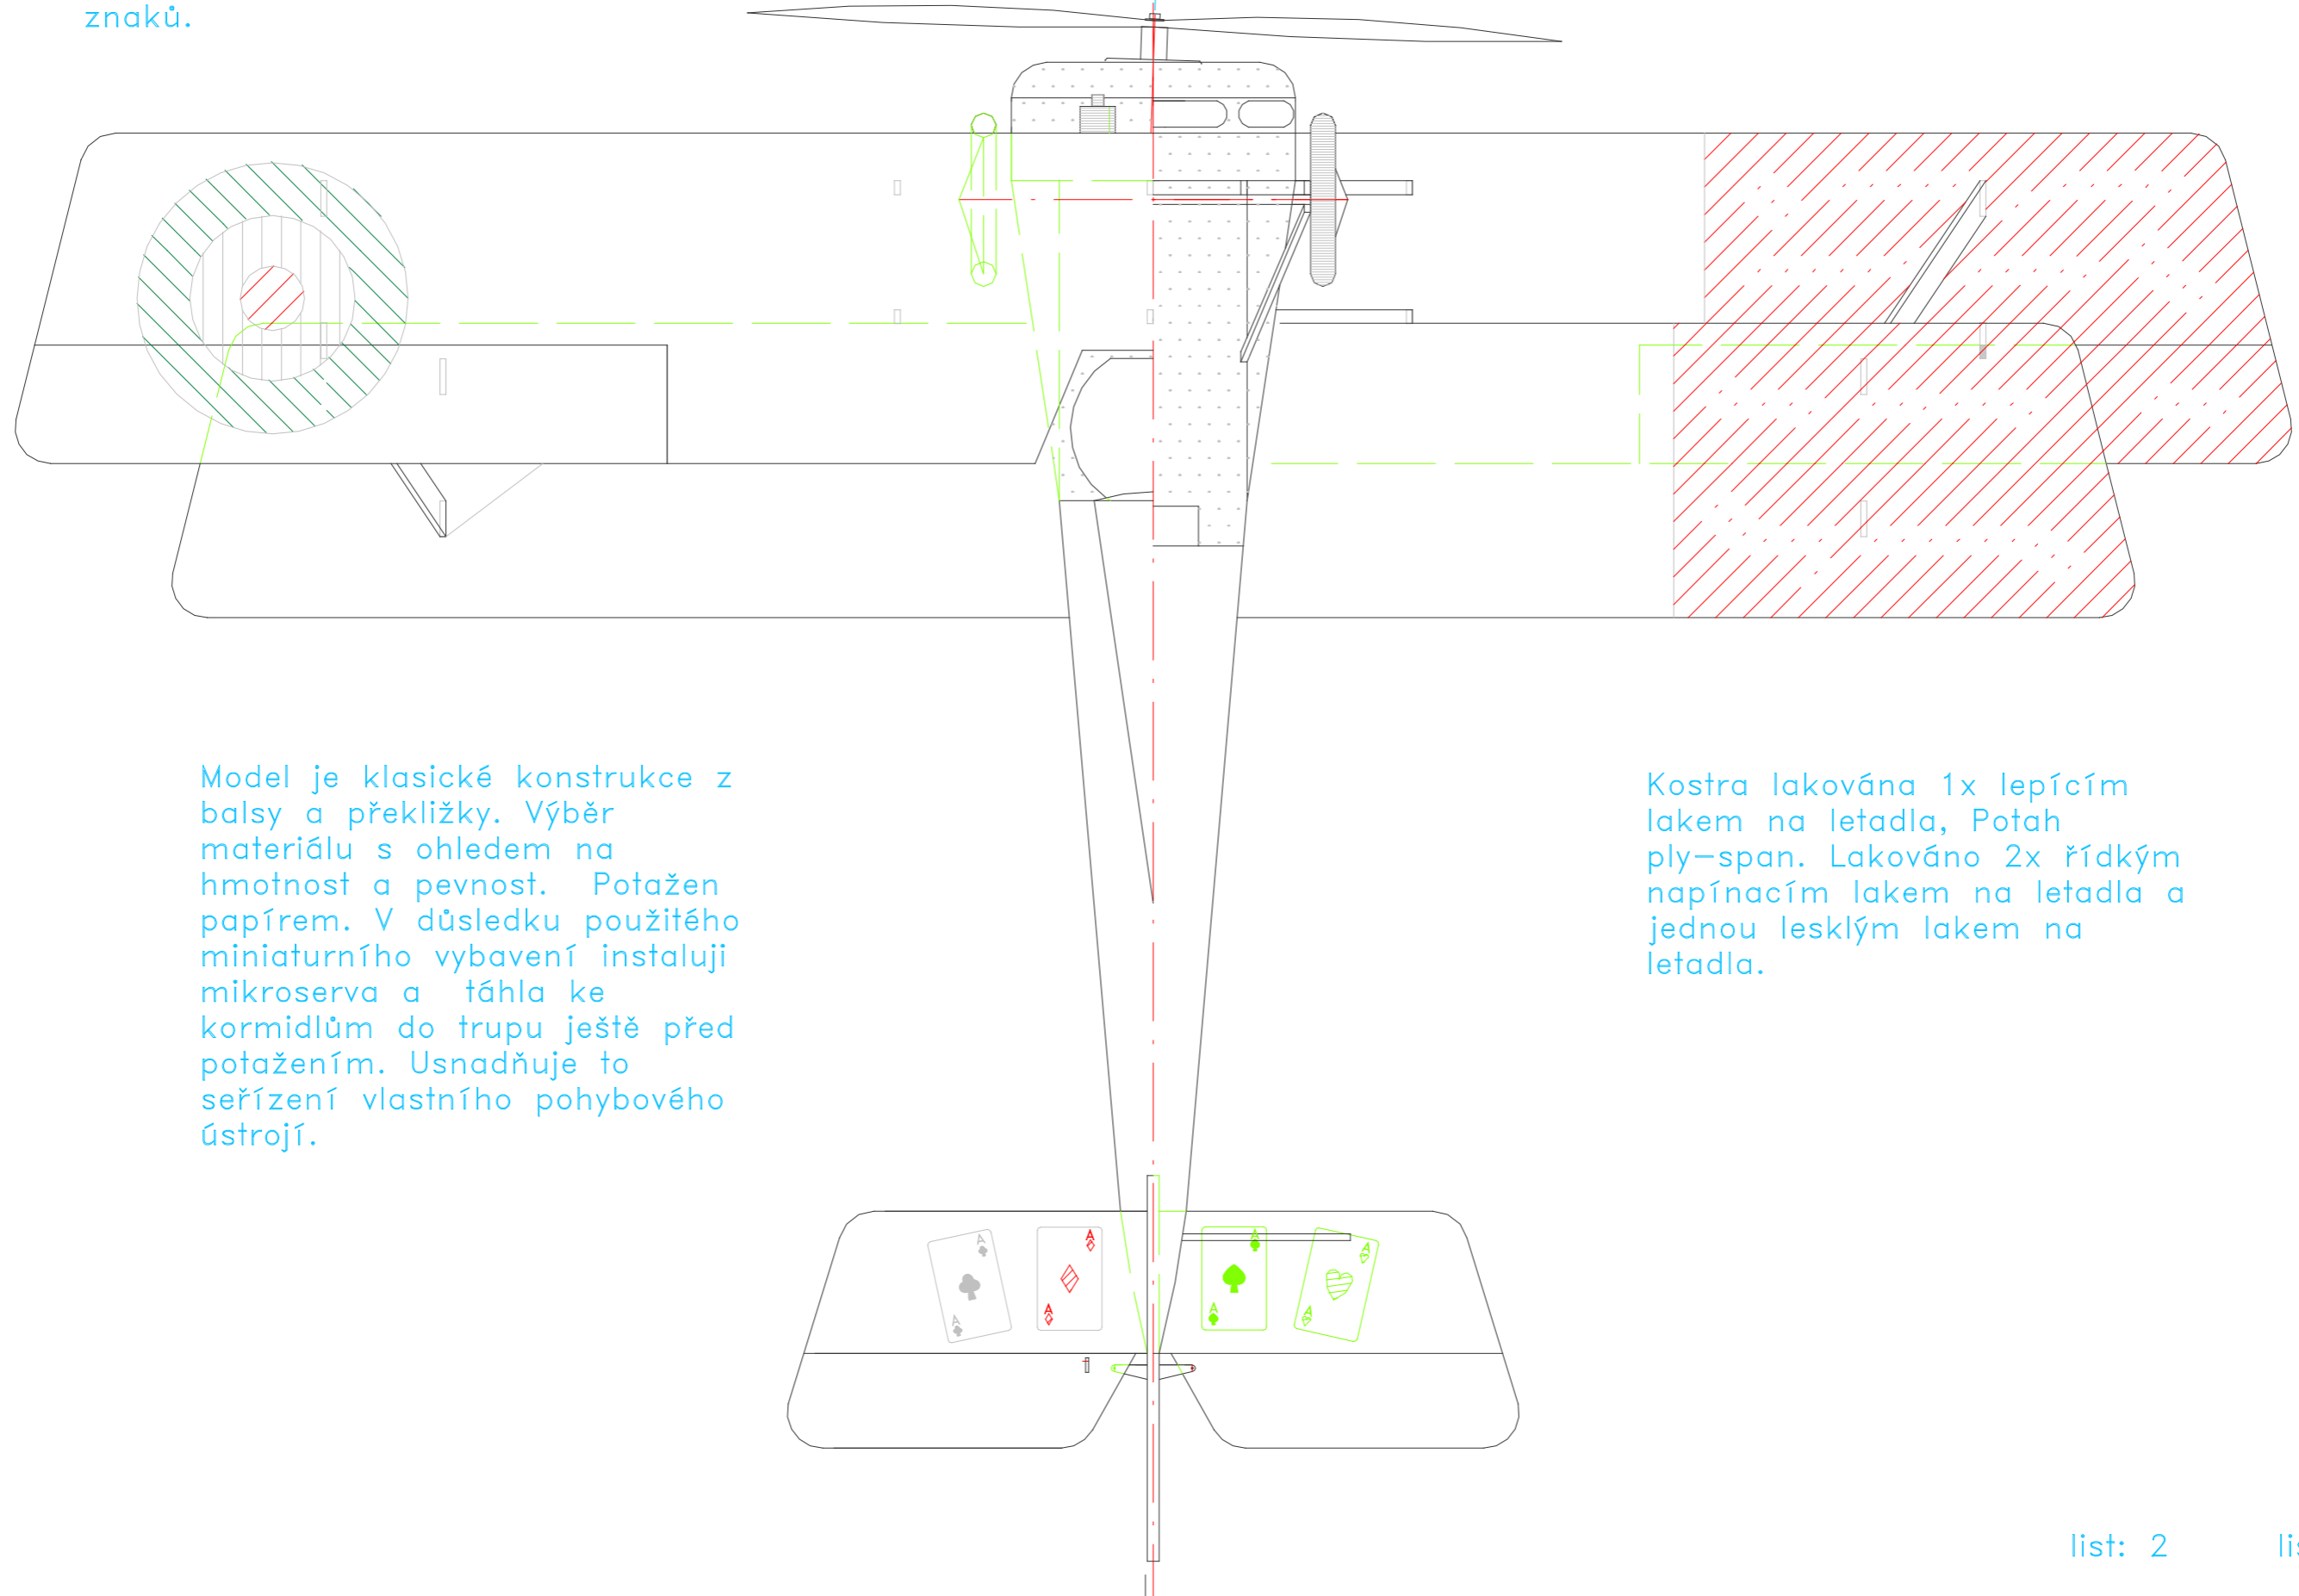 znaků.
Model je klasické konstrukce z
balsy a překližky. Výběr
materiálu s ohledem na
hmotnost a pevnost. Potažen
papírem. V důsledku použitého
miniaturního vybavení instaluji
mikroserva a táhla ke
kormidlům do trupu ještě před
potažením. Usnadňuje to
seřízení vlastního pohybového
ústrojí.
Kostra lakována 1x lepícím
lakem na letadla, Potah
ply-span. Lakováno 2x řídkým
napínacím lakem na letadla a
jednou lesklým lakem na
letadla.
A A A A
A A A A
list: 2